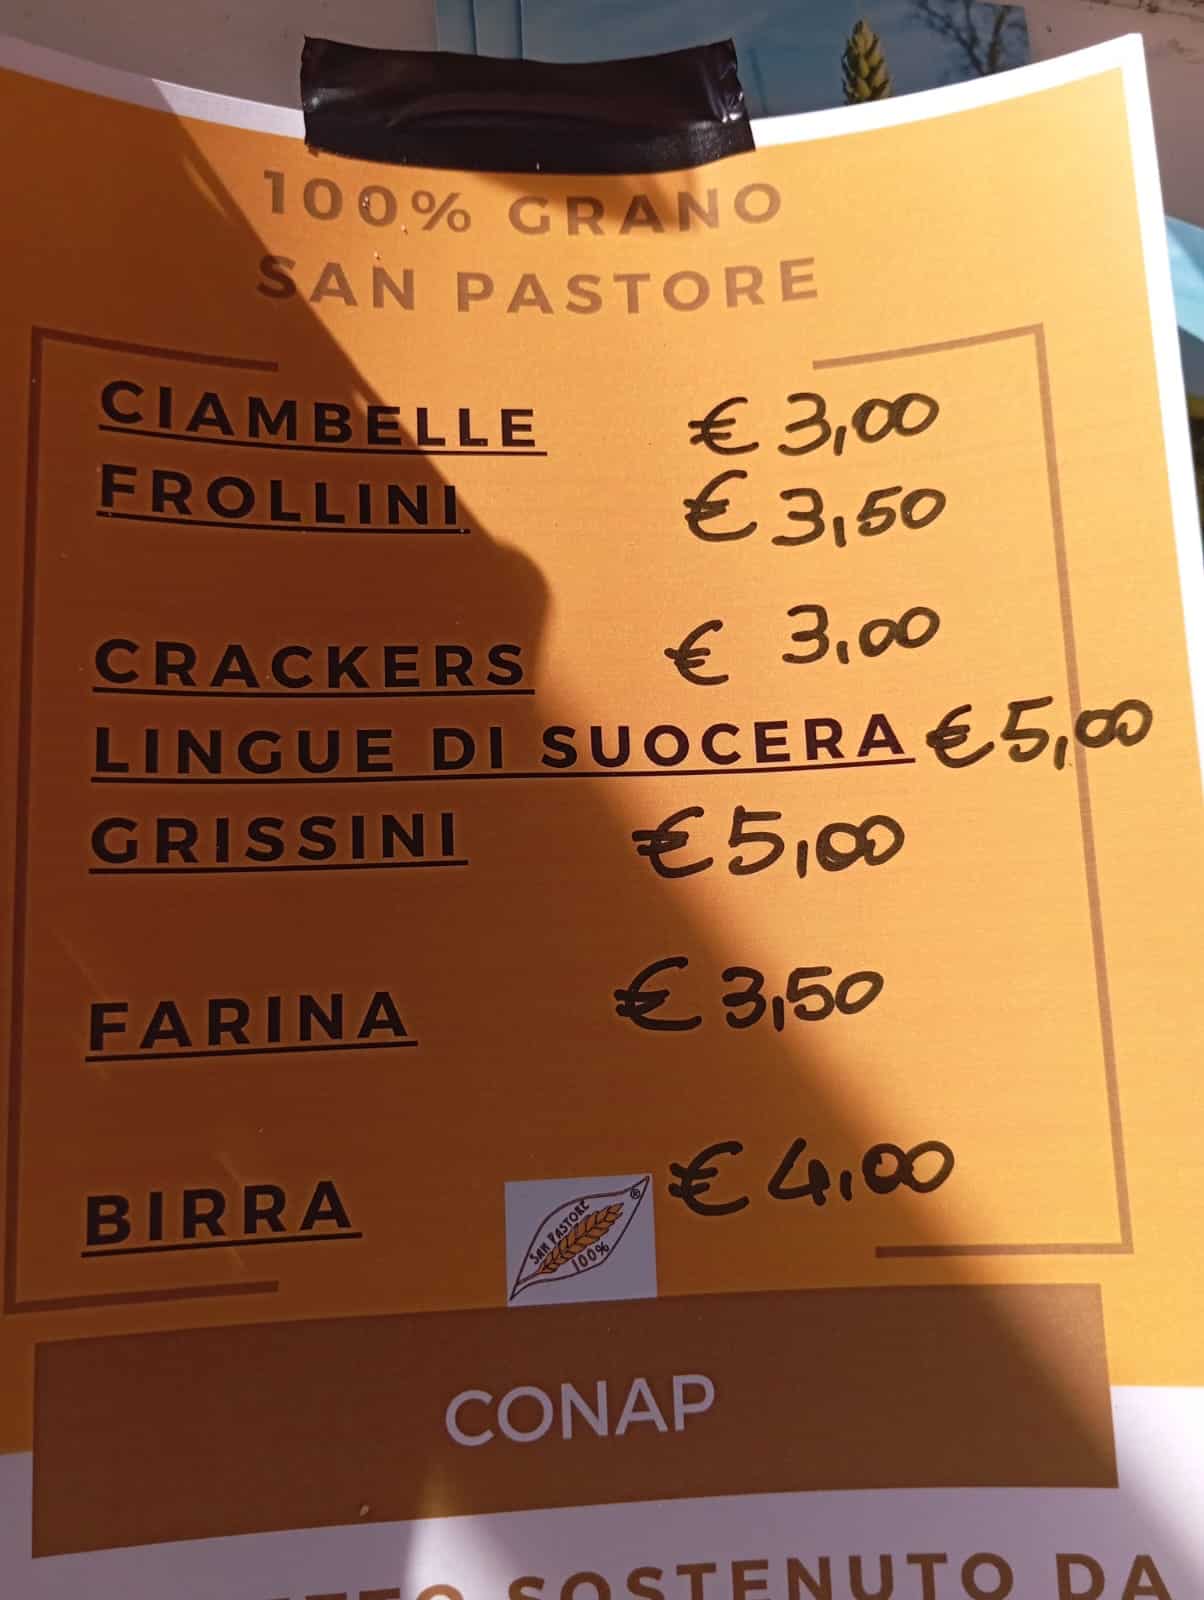 100% GRANO
SAN PASTORE
CIAMBELLE € 3,00
FROLLINI € 3,50
CRACKERS € 3,00
LINGUE DI SUOCERA € 5,00
GRISSINI € 5,00
FARINA € 3,50
BIRRA € 4,00
SAN PASTORE ®
100%
CONAP
SOSTENUTO DA